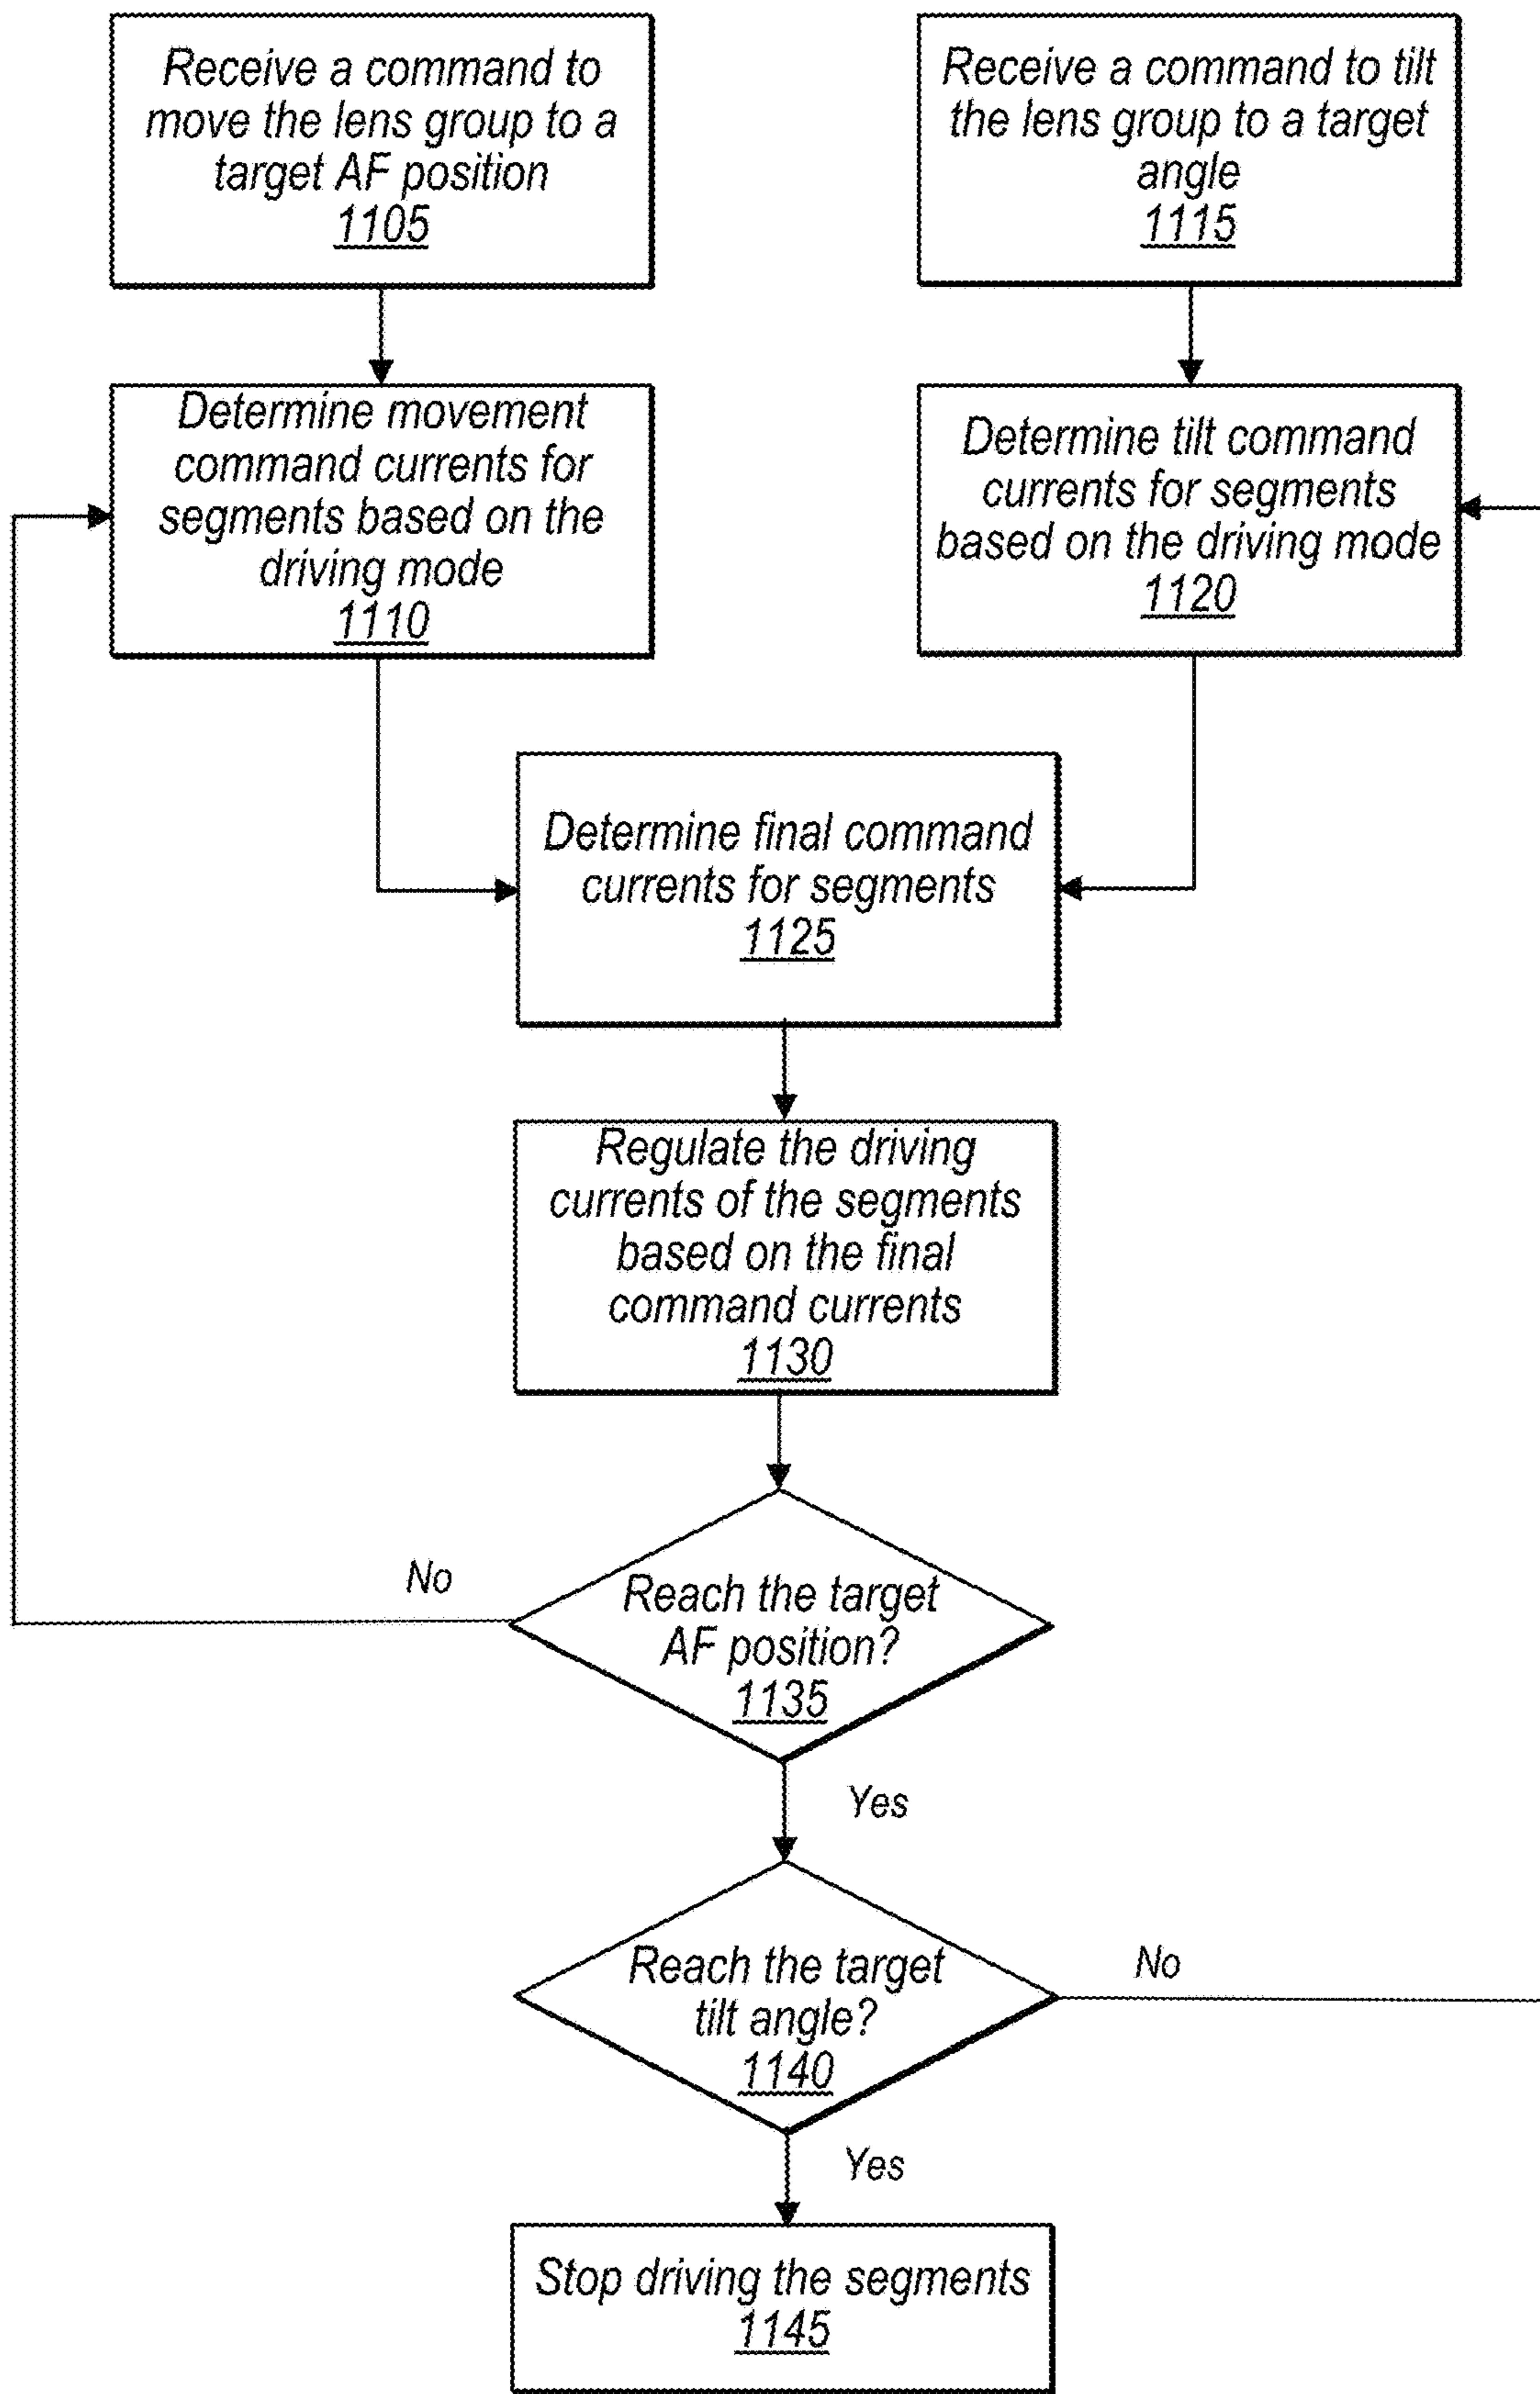 Receive a command to
move the lens group to a
target AF position
1105
Receive a command to tilt
the lens group to a target
angle
1115
Determine movement
command currents for
segments based on the
driving mode
1110
Determine tilt command
currents for segments
based on the driving mode
1120
Determine final command
currents for segments
1125
Regulate the driving
currents of the segments
based on the final
command currents
1130
No
Reach the target
AF position?
1135
Yes
Reach the target
tilt angle?
1140
No
Yes
Stop driving the segments
1145